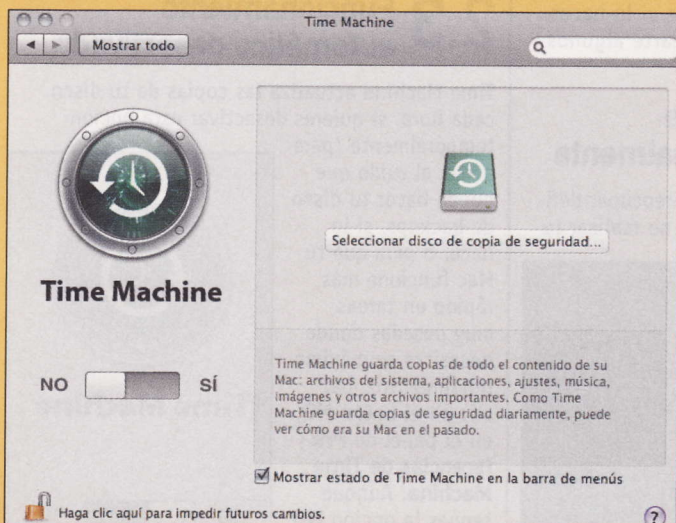 Time Machine
Mostrar todo
Seleccionar disco de copia de seguridad...
Time Machine
NO SÍ
Time Machine guarda copias de todo el contenido de su
Mac: archivos del sistema, aplicaciones, ajustes, música,
imágenes y otros archivos importantes. Como Time
Machine guarda copias de seguridad diariamente, puede
ver cómo era su Mac en el pasado.
Mostrar estado de Time Machine en la barra de menús
Haga clic aquí para impedir futuros cambios.
?